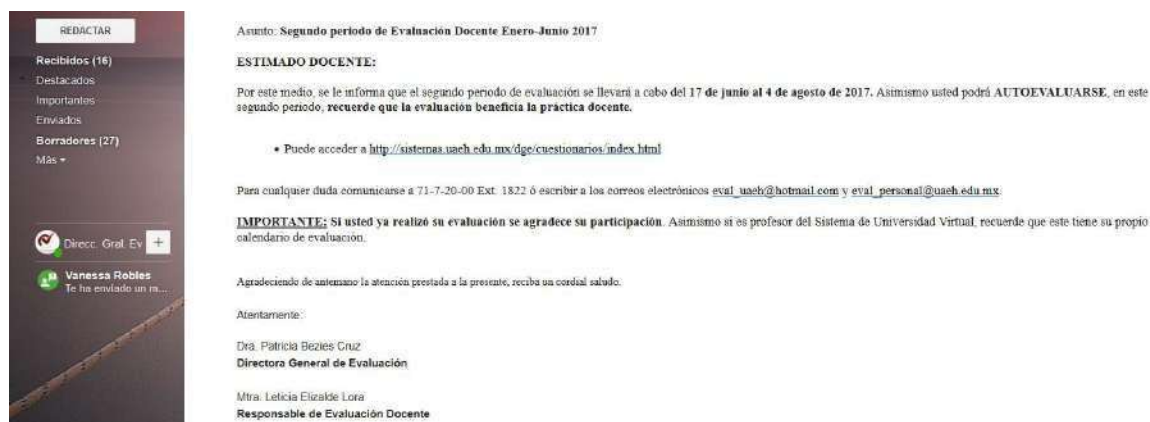 REDACTAR
Recibidos (16)
Destacados
Importantes
Enviados
Borradores (27)
Más
Direcc. Gral. Ev
+
Vanessa Robles
Te ha enviado un m...
Asunto: Segundo periodo de Evaluación Docente Enero-Junio 2017
ESTIMADO DOCENTE:
Por este medio, se le informa que el segundo periodo de evaluación se llevará a cabo del 17 de junio al 4 de agosto de 2017. Asimismo usted podrá AUTOEVALUARSE, en este
segundo periodo, recuerde que la evaluación beneficia la práctica docente.
• Puede acceder a http://sistemas.uaeh.edu.mx/dge/cuestionarios/index.html
Para cualquier duda comunicarse a 71-7-20-00 Ext. 1822 ó escribir a los correos electrónicos eval_uaeh@hotmail.com y eval_personal@uaeh.edu.mx.
IMPORTANTE: Si usted ya realizó su evaluación se agradece su participación. Asimismo si es profesor del Sistema de Universidad Virtual, recuerde que este tiene su propio
calendario de evaluación.
Agradeciendo de antemano la atención prestada a la presente, reciba un cordial saludo.
Atentamente:
Dra. Patricia Bezies Cruz
Directora General de Evaluación
Mtra. Leticia Elizalde Lora
Responsable de Evaluación Docente